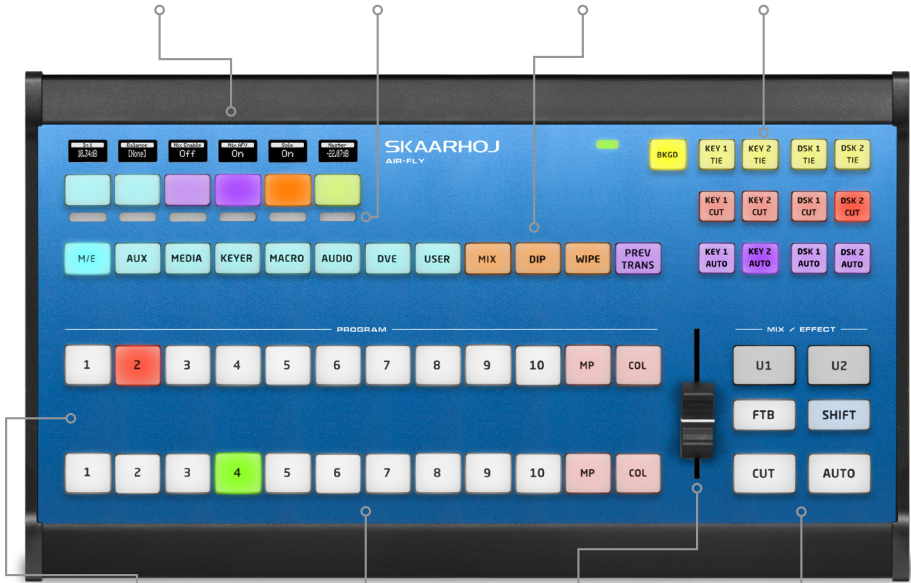 In 1 Balance Mix Enable Mix AFV Solo Master
10.34dB [None] Off On On -22.07dB
SKAARHOJ
AIR-FLY
BKGD KEY 1 TIE KEY 2 TIE DSK 1 TIE DSK 2 TIE
KEY 1 CUT KEY 2 CUT DSK 1 CUT DSK 2 CUT
M/E AUX MEDIA KEYER MACRO AUDIO DVE USER MIX DIP WIPE PREV TRANS
KEY 1 AUTO KEY 2 AUTO DSK 1 AUTO DSK 2 AUTO
PROGRAM MIX / EFFECT
1 2 3 4 5 6 7 8 9 10 MP COL U1 U2
FTB SHIFT
1 2 3 4 5 6 7 8 9 10 MP COL CUT AUTO